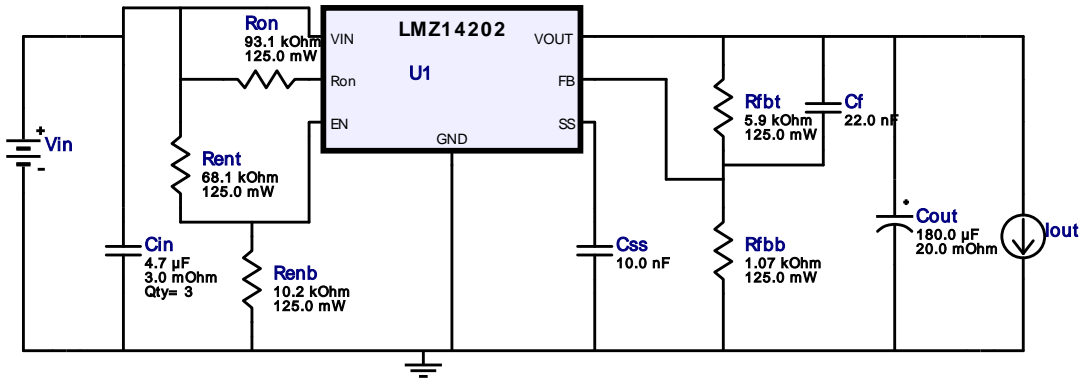 Ron
93.1 kOhm
125.0 mW
LMZ14202
VIN
VOUT
U1
Ron
FB
EN
SS
GND
+
Vin
-
Rent
68.1 kOhm
125.0 mW
Rfbt
5.9 kOhm
125.0 mW
Cf
22.0 nF
Cin
4.7 µF
3.0 mOhm
Qty= 3
Renb
10.2 kOhm
125.0 mW
Css
10.0 nF
Rfbb
1.07 kOhm
125.0 mW
Cout
180.0 µF
20.0 mOhm
Iout